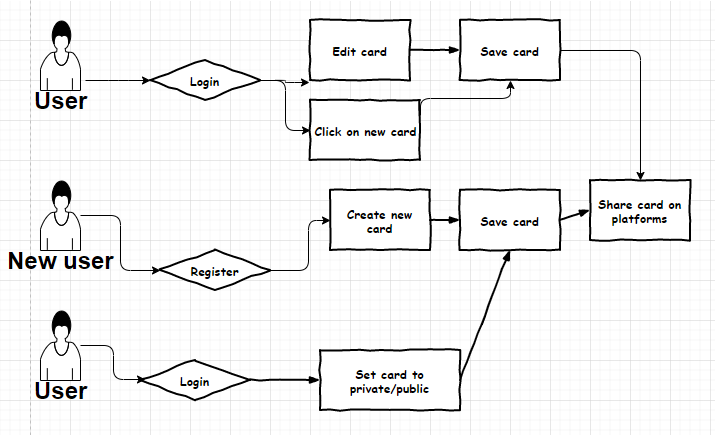 Edit card
Save card
Login
User
Click on new card
Share card on
platforms
Create new
card
Save card
New user
Register
Set card to
private/public
Login
User